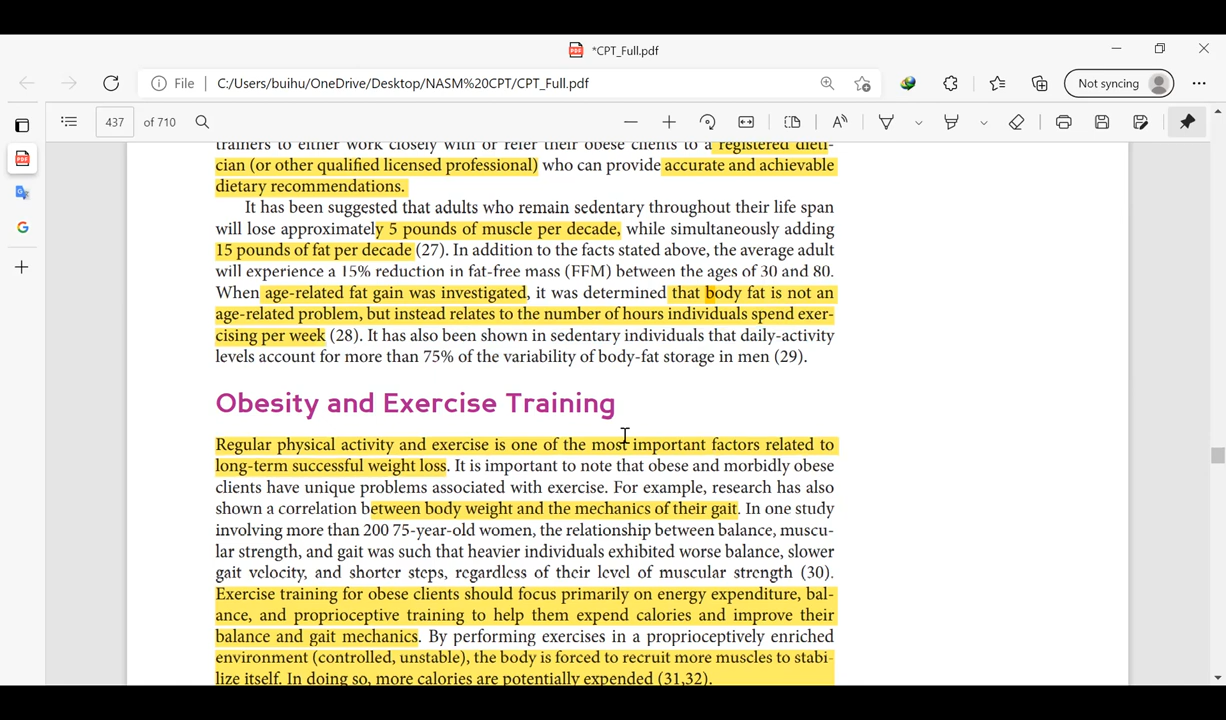 *CPT_Full.pdf
File | C:/Users/buihu/OneDrive/Desktop/NASM%20CPT/CPT_Full.pdf
Not syncing
437 of 710
trainers to either work closely with or refer their obese clients to a registered dieti-
cian (or other qualified licensed professional) who can provide accurate and achievable
dietary recommendations.
It has been suggested that adults who remain sedentary throughout their life span
will lose approximately 5 pounds of muscle per decade, while simultaneously adding
15 pounds of fat per decade (27). In addition to the facts stated above, the average adult
will experience a 15% reduction in fat-free mass (FFM) between the ages of 30 and 80.
When age-related fat gain was investigated, it was determined that body fat is not an
age-related problem, but instead relates to the number of hours individuals spend exer-
cising per week (28). It has also been shown in sedentary individuals that daily-activity
levels account for more than 75% of the variability of body-fat storage in men (29).
Obesity and Exercise Training
Regular physical activity and exercise is one of the most important factors related to
long-term successful weight loss. It is important to note that obese and morbidly obese
clients have unique problems associated with exercise. For example, research has also
shown a correlation between body weight and the mechanics of their gait. In one study
involving more than 200 75-year-old women, the relationship between balance, muscu-
lar strength, and gait was such that heavier individuals exhibited worse balance, slower
gait velocity, and shorter steps, regardless of their level of muscular strength (30).
Exercise training for obese clients should focus primarily on energy expenditure, bal-
ance, and proprioceptive training to help them expend calories and improve their
balance and gait mechanics. By performing exercises in a proprioceptively enriched
environment (controlled, unstable), the body is forced to recruit more muscles to stabi-
lize itself. In doing so, more calories are potentially expended (31,32).